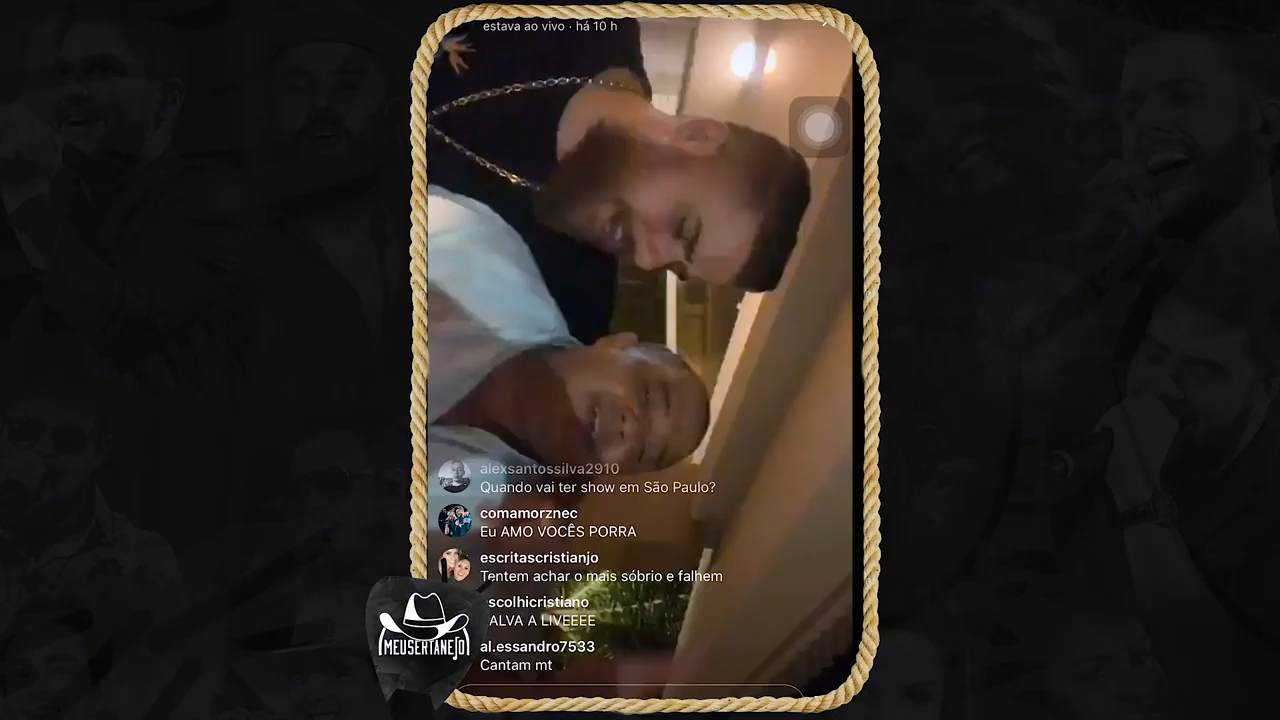 estava ao vivo · há 10 h
alexsantossilva2910
Quando vai ter show em São Paulo?
comamorznec
Eu AMO VOCÊS PORRA
escritascristianjo
Tentem achar o mais sóbrio e falhem
scolhicristiano
ALVA A LIVEEEE
al.essandro7533
Cantam mt
MEUSERTANEJO